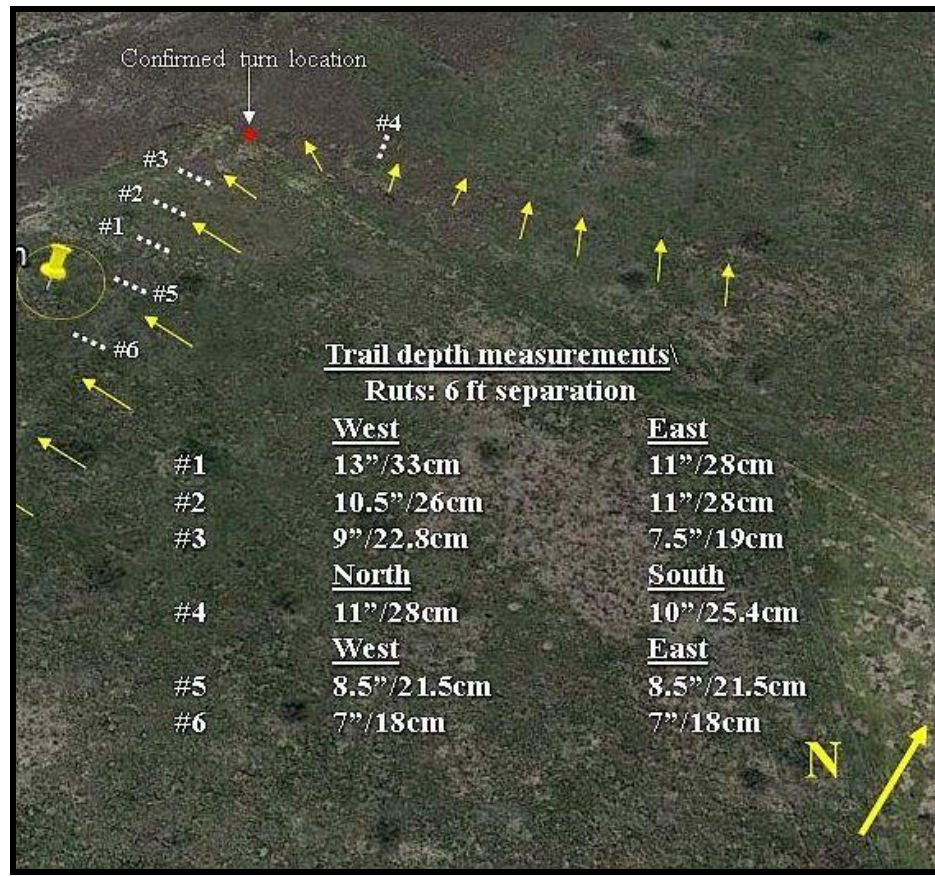 Confirmed turn location
#4
#3
#2
#1
n
#5
#6
Trail depth measurements\
Ruts: 6 ft separation
West East
#1 13”/33cm 11”/28cm
#2 10.5”/26cm 11”/28cm
#3 9”/22.8cm 7.5”/19cm
North South
#4 11”/28cm 10”/25.4cm
West East
#5 8.5”/21.5cm 8.5”/21.5cm
#6 7”/18cm 7”/18cm
N